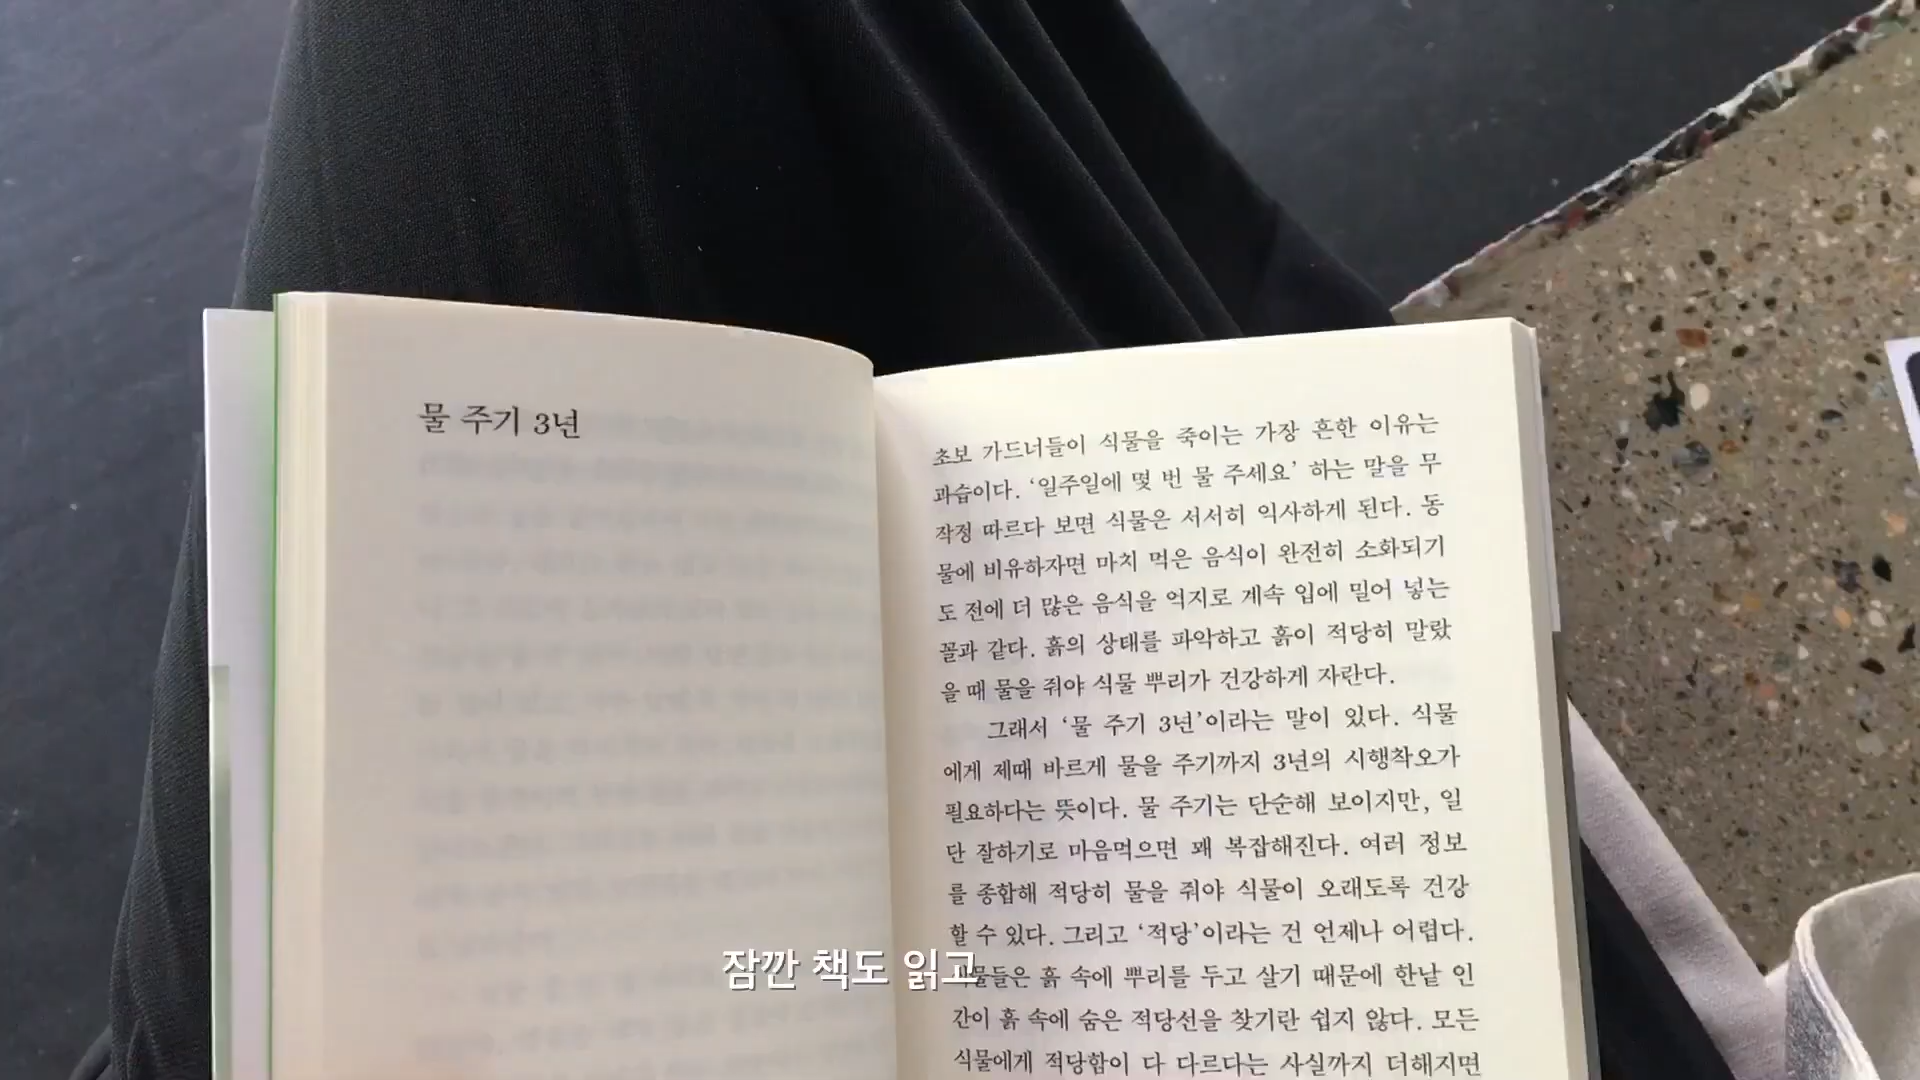 물 주기 3년
초보 가드너들이 식물을 죽이는 가장 흔한 이유는
과습이다. ‘일주일에 몇 번 물 주세요’ 하는 말을 무
작정 따르다 보면 식물은 서서히 익사하게 된다. 동
물에 비유하자면 마치 먹은 음식이 완전히 소화되기
도 전에 더 많은 음식을 억지로 계속 입에 밀어 넣는
꼴과 같다. 흙의 상태를 파악하고 흙이 적당히 말랐
을 때 물을 줘야 식물 뿌리가 건강하게 자란다.
그래서 ‘물 주기 3년’이라는 말이 있다. 식물
에게 제때 바르게 물을 주기까지 3년의 시행착오가
필요하다는 뜻이다. 물 주기는 단순해 보이지만, 일
단 잘하기로 마음먹으면 꽤 복잡해진다. 여러 정보
를 종합해 적당히 물을 줘야 식물이 오래도록 건강
할 수 있다. 그리고 ‘적당’이라는 건 언제나 어렵다.
흙 속에 뿌리를 두고 살기 때문에 한낱 인
간이 흙 속에 숨은 적당선을 찾기란 쉽지 않다. 모든
식물에게 적당함이 다 다르다는 사실까지 더해지면
잠깐 책도 읽고